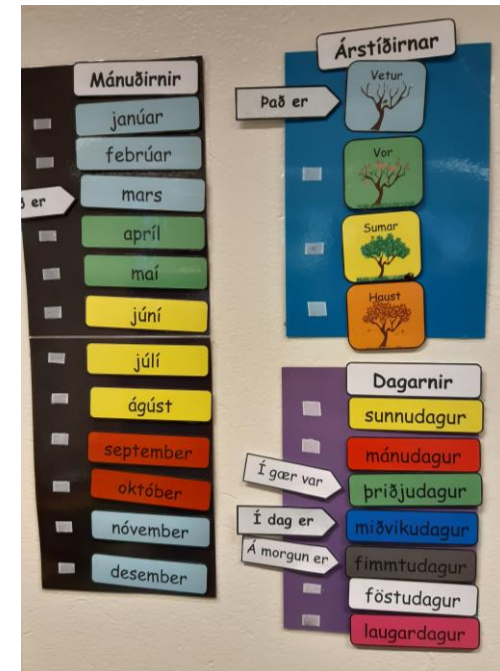 Mánuðirnir
janúar
febrúar
mars
ð er
apríl
maí
júní
júlí
ágúst
september
október
nóvember
desember
Árstíðirnar
Vetur
Það er
Vor
Sumar
Haust
Dagarnir
sunnudagur
mánudagur
Í gær var
þriðjudagur
Í dag er
miðvikudagur
Á morgun er
fimmtudagur
föstudagur
laugardagur